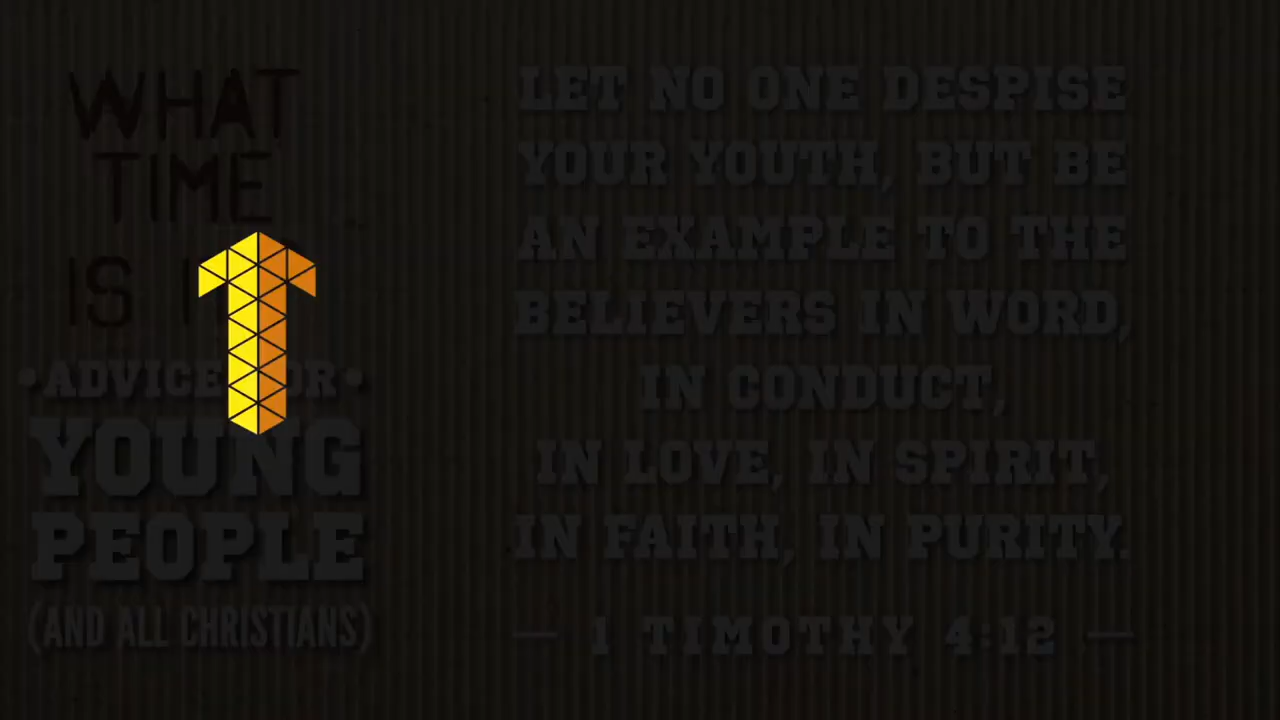 WHAT
TIME
IS
•ADVICE FOR•
YOUNG
PEOPLE
(AND ALL CHRISTIANS)
LET NO ONE DESPISE
YOUR YOUTH, BUT BE
AN EXAMPLE TO THE
BELIEVERS IN WORD,
IN CONDUCT,
IN LOVE, IN SPIRIT,
IN FAITH, IN PURITY.
— 1 TIMOTHY 4:12 —